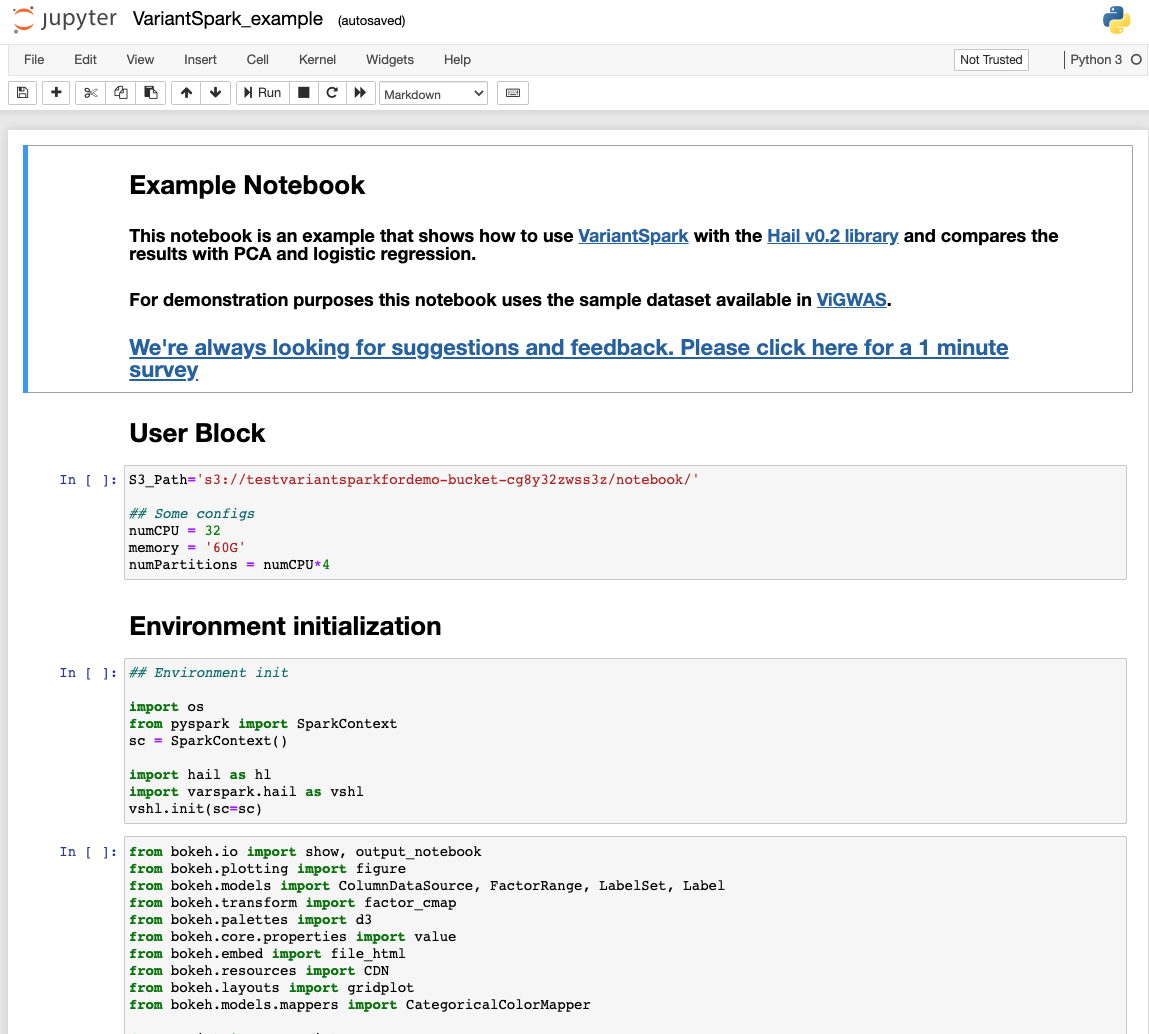 jupyter VariantSpark_example (autosaved)
File Edit View Insert Cell Kernel Widgets Help Not Trusted Python 3
Run Markdown
Example Notebook
This notebook is an example that shows how to use VariantSpark with the Hail v0.2 library and compares the
results with PCA and logistic regression.
For demonstration purposes this notebook uses the sample dataset available in ViGWAS.
We're always looking for suggestions and feedback. Please click here for a 1 minute
survey
User Block
In [ ]: S3_Path='s3://testvariantsparkfordemo-bucket-cg8y32zwss3z/notebook/'
## Some configs
numCPU = 32
memory = '60G'
numPartitions = numCPU*4
Environment initialization
In [ ]: ## Environment init
import os
from pyspark import SparkContext
sc = SparkContext()
import hail as hl
import varspark.hail as vshl
vshl.init(sc=sc)
In [ ]: from bokeh.io import show, output_notebook
from bokeh.plotting import figure
from bokeh.models import ColumnDataSource, FactorRange, LabelSet, Label
from bokeh.transform import factor_cmap
from bokeh.palettes import d3
from bokeh.core.properties import value
from bokeh.embed import file_html
from bokeh.resources import CDN
from bokeh.layouts import gridplot
from bokeh.models.mappers import CategoricalColorMapper